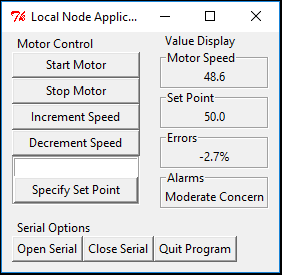 Local Node Applic...
Motor Control
Start Motor
Stop Motor
Increment Speed
Decrement Speed
Specify Set Point
Value Display
Motor Speed
48.6
Set Point
50.0
Errors
-2.7%
Alarms
Moderate Concern
Serial Options
Open Serial
Close Serial
Quit Program